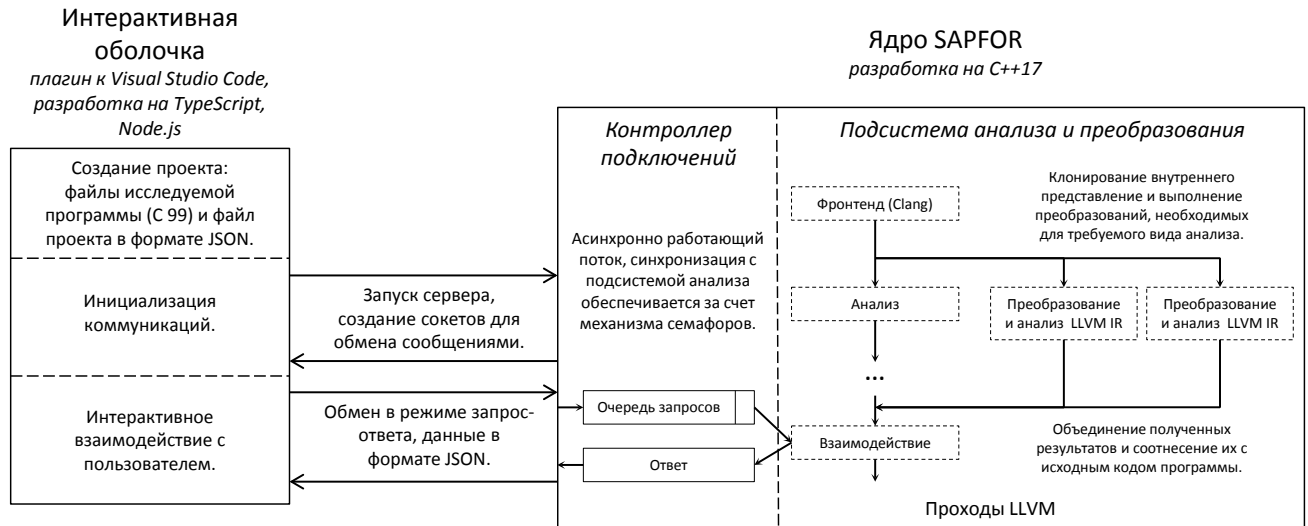 Интерактивная
оболочка
плагин к Visual Studio Code,
разработка на TypeScript,
Node.js
Создание проекта:
файлы исследуемой
программы (C 99) и файл
проекта в формате JSON.
Инициализация
коммуникаций.
Интерактивное
взаимодействие с
пользователем.
Запуск сервера,
создание сокетов для
обмена сообщениями.
Обмен в режиме запрос-
ответа, данные в
формате JSON.
Ядро SAPFOR
разработка на C++17
Контроллер
подключений
Асинхронно работающий
поток, синхронизация с
подсистемой анализа
обеспечивается за счет
механизма семафоров.
Очередь запросов
Ответ
Подсистема анализа и преобразования
Фронтенд (Clang)
Клонирование внутреннего
представление и выполнение
преобразований, необходимых
для требуемого вида анализа.
Анализ
Преобразование
и анализ LLVM IR
Преобразование
и анализ LLVM IR
...
Взаимодействие
Объединение полученных
результатов и соотнесение их с
исходным кодом программы.
Проходы LLVM